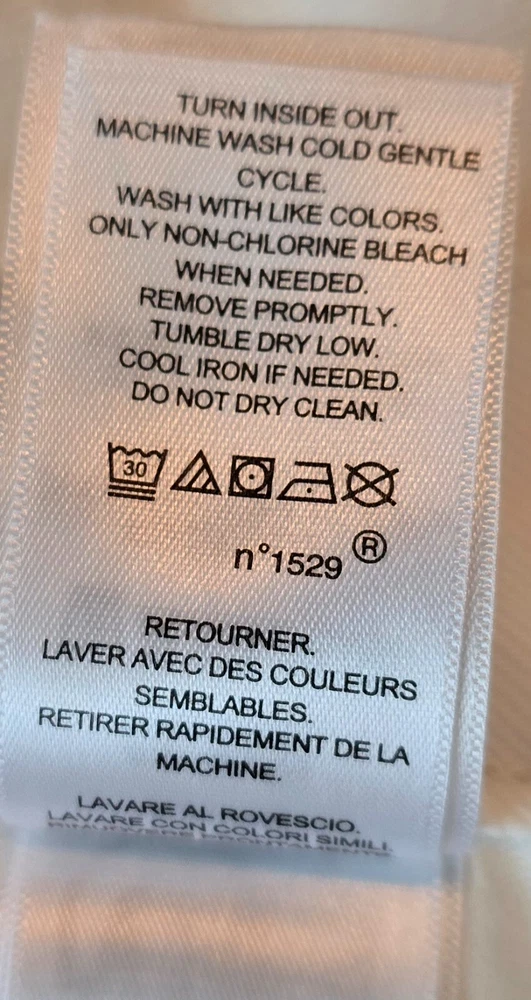 TURN INSIDE OUT.
MACHINE WASH COLD GENTLE
CYCLE.
WASH WITH LIKE COLORS.
ONLY NON-CHLORINE BLEACH
WHEN NEEDED.
REMOVE PROMPTLY.
TUMBLE DRY LOW.
COOL IRON IF NEEDED.
DO NOT DRY CLEAN.
30
n°1529 ®
RETOURNER.
LAVER AVEC DES COULEURS
SEMBLABLES.
RETIRER RAPIDEMENT DE LA
MACHINE.
LAVARE AL ROVESCIO.
LAVARE CON COLORI SIMILI.